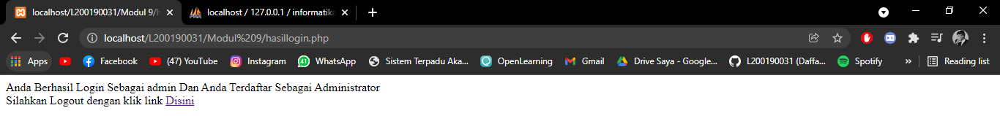 localhost/L200190031/Modul 9/h
localhost / 127.0.0.1 / informatika
localhost/L200190031/Modul%209/hasillogin.php
Apps
Facebook
(47) YouTube
Instagram
41
WhatsApp
Sistem Terpadu Aka...
OpenLearning
Gmail
Drive Saya - Google...
L200190031 (Daffa...
Spotify
»
Reading list
Anda Berhasil Login Sebagai admin Dan Anda Terdaftar Sebagai Administrator
Silahkan Logout dengan klik link Disini